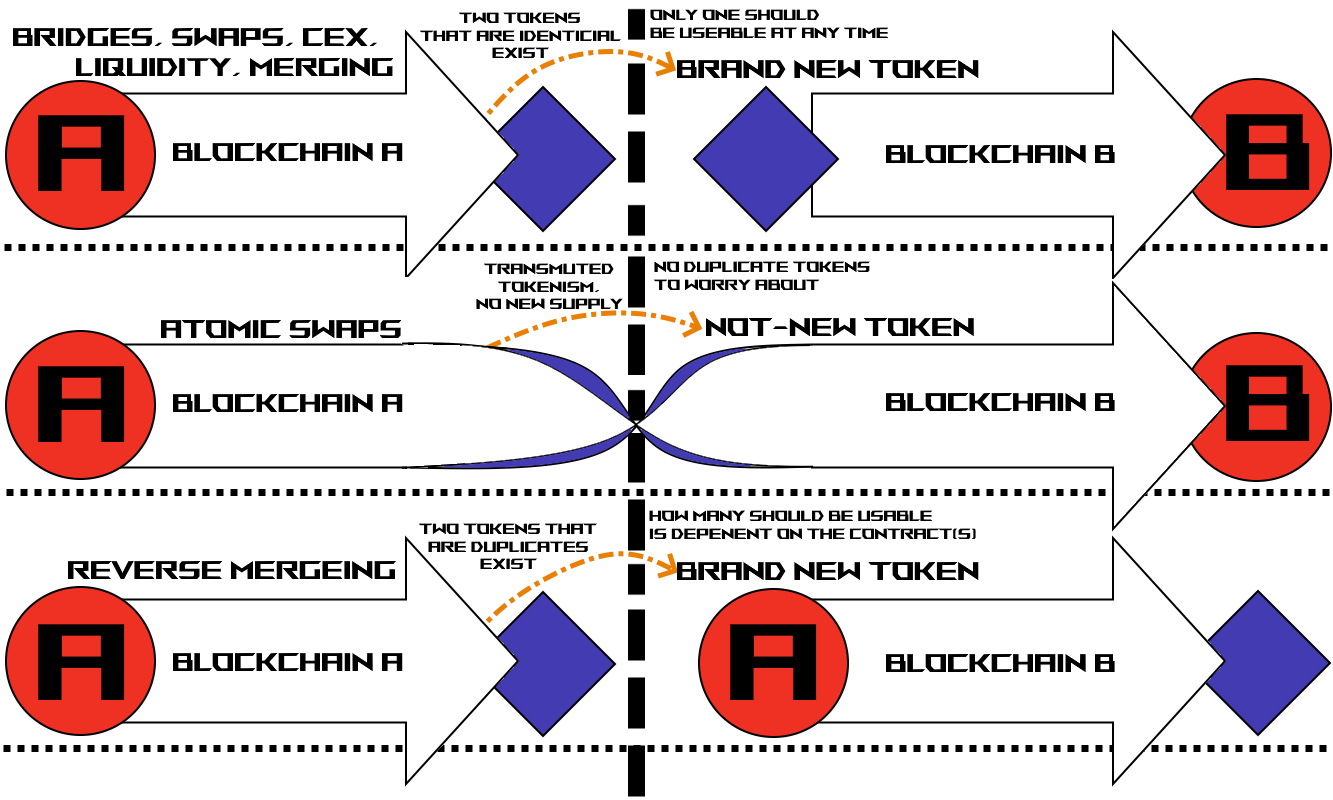 BRIDGES, SWAPS, CEX,
LIQUIDITY, MERGING
TWO TOKENS
THAT ARE IDENTICIAL
EXIST
ONLY ONE SHOULD
BE USEABLE AT ANY TIME
BRAND NEW TOKEN
A
BLOCKCHAIN A
BLOCKCHAIN B
B
TRANSMUTED
TOKENISM,
NO NEW SUPPLY
NO DUPLICATE TOKENS
TO WORRY ABOUT
ATOMIC SWAPS
NOT-NEW TOKEN
A
BLOCKCHAIN A
BLOCKCHAIN B
B
TWO TOKENS THAT
ARE DUPLICATES
EXIST
HOW MANY SHOULD BE USABLE
IS DEPENENT ON THE CONTRACT(S)
REVERSE MERGEING
BRAND NEW TOKEN
A
BLOCKCHAIN A
A
BLOCKCHAIN B